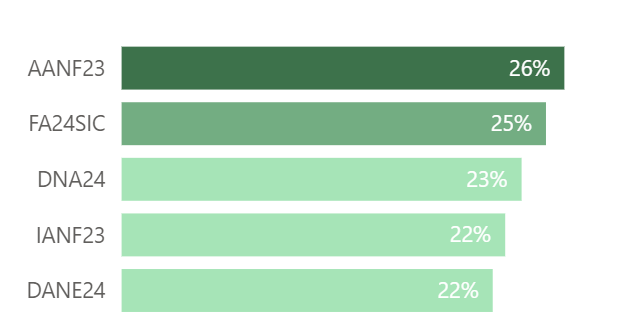 AANF23 26%
FA24SIC 25%
DNA24 23%
IANF23 22%
DANE24 22%